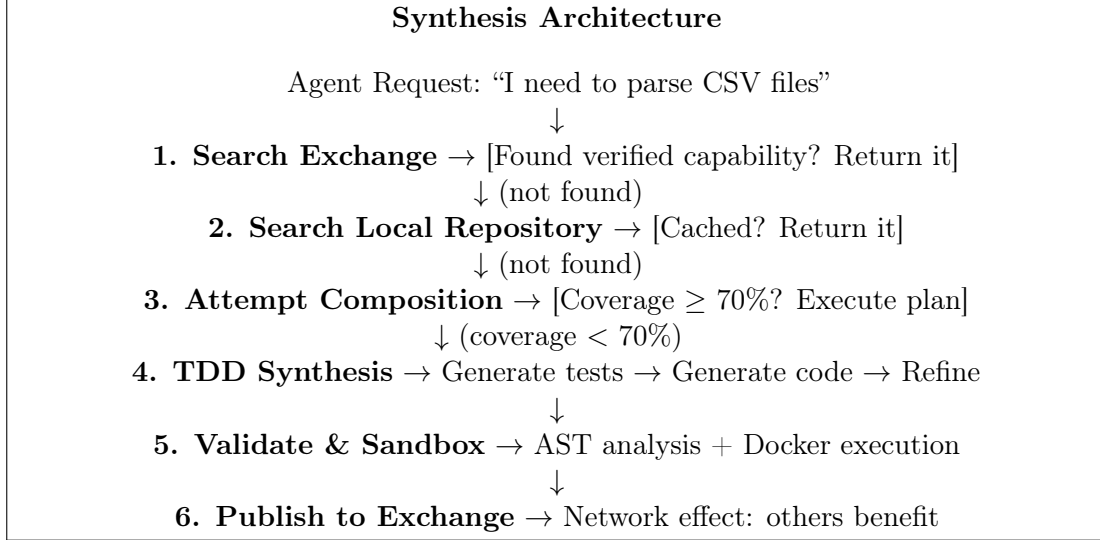 Synthesis Architecture
Agent Request: “I need to parse CSV files”
↓
1. Search Exchange → [Found verified capability? Return it]
↓ (not found)
2. Search Local Repository → [Cached? Return it]
↓ (not found)
3. Attempt Composition → [Coverage ≥ 70%? Execute plan]
↓ (coverage < 70%)
4. TDD Synthesis → Generate tests → Generate code → Refine
↓
5. Validate & Sandbox → AST analysis + Docker execution
↓
6. Publish to Exchange → Network effect: others benefit